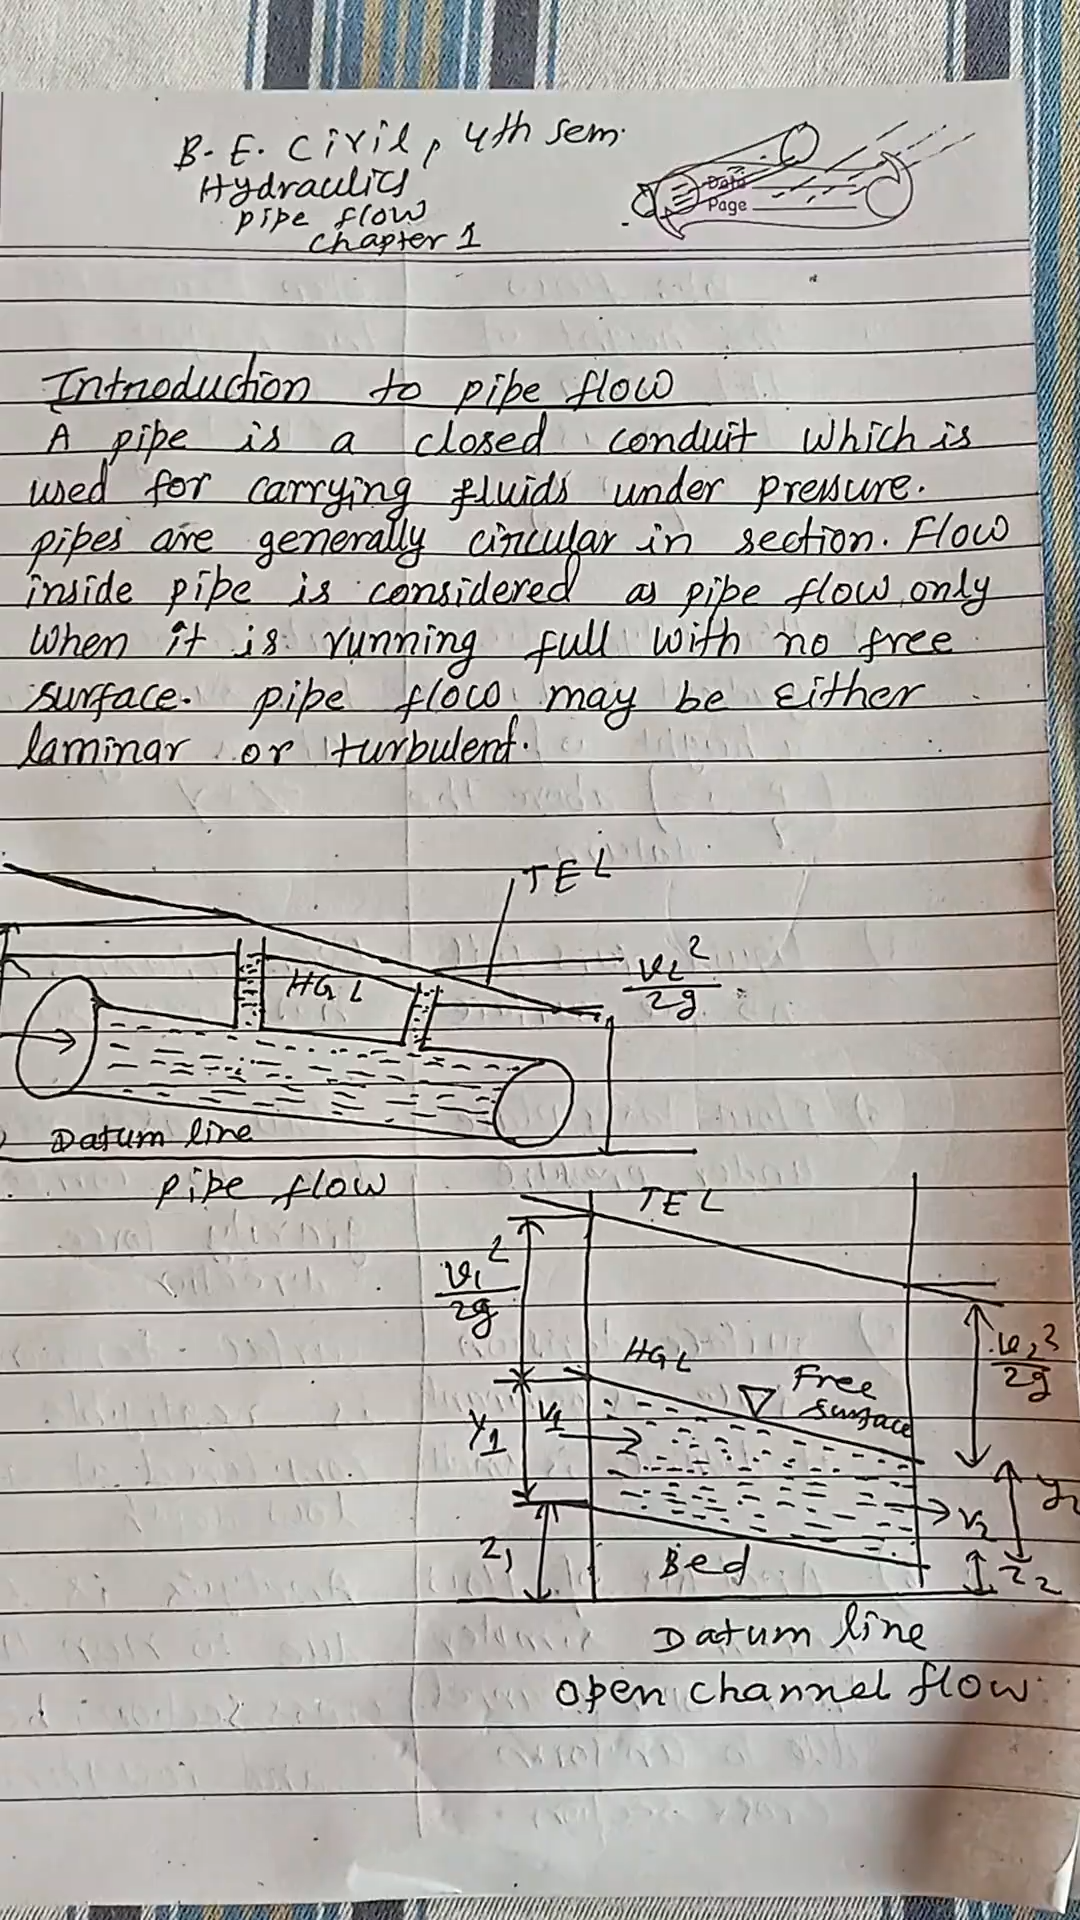 B.E. Civil, 4th sem.
Hydraulics
pipe flow
chapter 1
Date
Page
Introduction to pipe flow
A pipe is a closed conduit which is
used for carrying fluids under pressure.
pipes are generally circular in section. Flow
inside pipe is considered as pipe flow only
when it is running full with no free
surface. pipe flow may be Either
laminar or turbulent.
TEL
HGL
V₂²/2g
Datum line
pipe flow
TEL
V₁²/2g
HGL
Free
surface
V₂²/2g
Y1
V1
y2
V2
Z1
Bed
Z2
Datum line
open channel flow